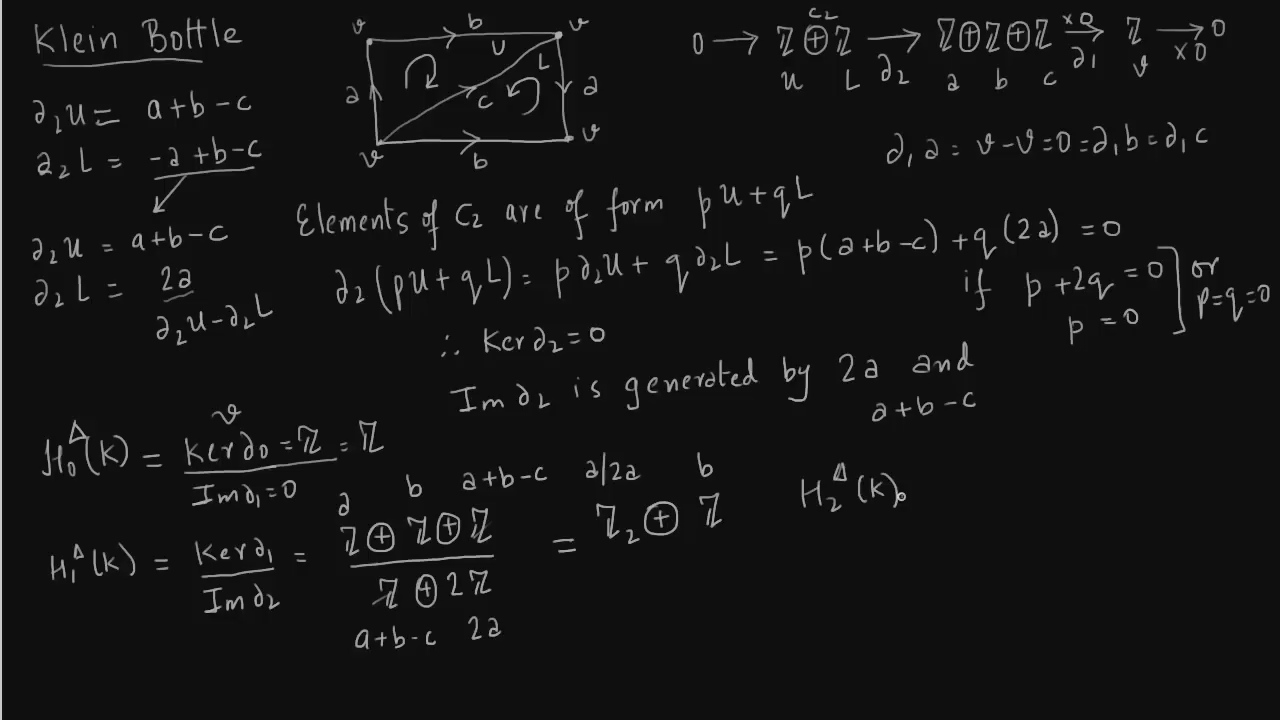 Klein Bottle
∂₂U = a+b-c
∂₂L = -a+b-c
∂₂U = a+b-c
∂₂L = 2a
∂₂U-∂₂L
v b v
U L
a c a
v b v
C₂
0 → ℤ ⊕ ℤ → ℤ⊕ℤ⊕ℤ →×0 ℤ → 0
U L ∂₂ a b c ∂₁ v ×0
∂₁a = v-v=0=∂₁b=∂₁c
Elements of C₂ are of form pU+qL
∂₂(pU+qL) = p∂₂U+ q∂₂L = p(a+b-c)+q(2a) = 0
if p+2q = 0 or
p = 0 p=q=0
∴ Ker∂₂=0
Im∂₂ is generated by 2a and
a+b-c
v
H₀^Δ(K) = Ker∂₀=ℤ = ℤ
Im∂₁=0
a b a+b-c a/2a b
H₁^Δ(K) = Ker∂₁ = ℤ⊕ℤ⊕ℤ = ℤ₂⊕ℤ
Im∂₂ ℤ⊕2ℤ
a+b-c 2a
H₂^Δ(K)